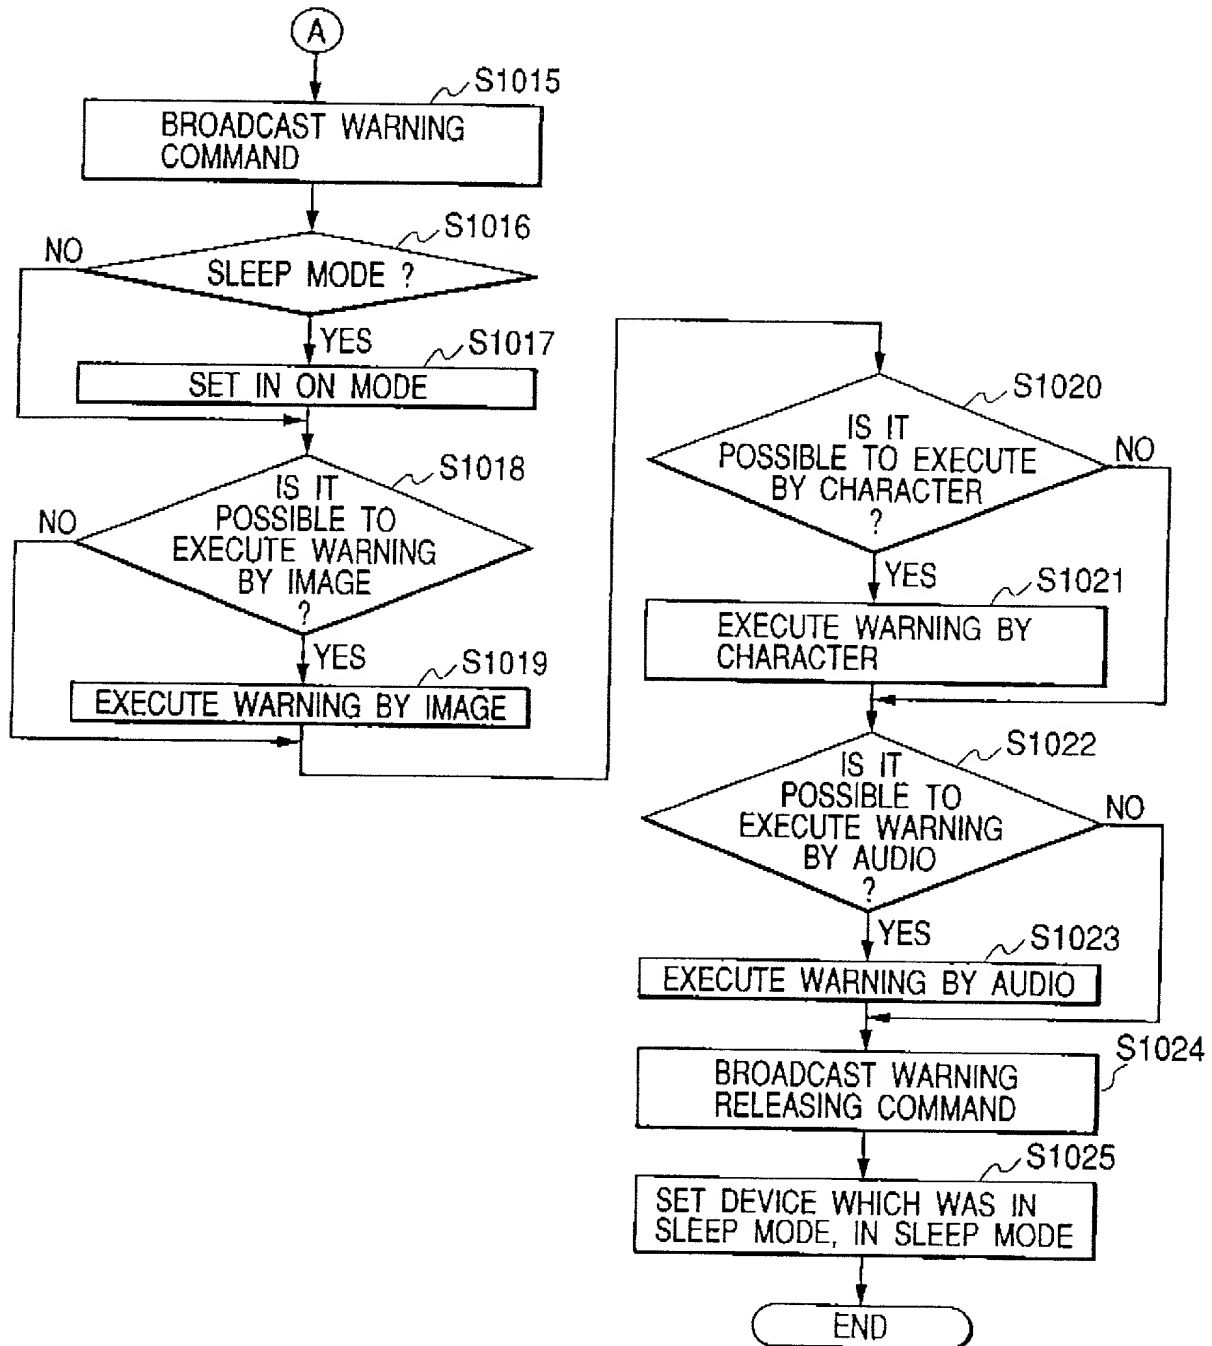 A
S1015
BROADCAST WARNING
COMMAND
S1016
NO
SLEEP MODE ?
YES
S1017
SET IN ON MODE
S1018
IS IT
NO
POSSIBLE TO
EXECUTE WARNING
BY IMAGE
?
YES
S1019
EXECUTE WARNING BY IMAGE
S1020
IS IT
POSSIBLE TO EXECUTE
NO
BY CHARACTER
?
YES
S1021
EXECUTE WARNING BY
CHARACTER
S1022
IS IT
POSSIBLE TO
NO
EXECUTE WARNING
BY AUDIO
?
YES
S1023
EXECUTE WARNING BY AUDIO
S1024
BROADCAST WARNING
RELEASING COMMAND
S1025
SET DEVICE WHICH WAS IN
SLEEP MODE, IN SLEEP MODE
END